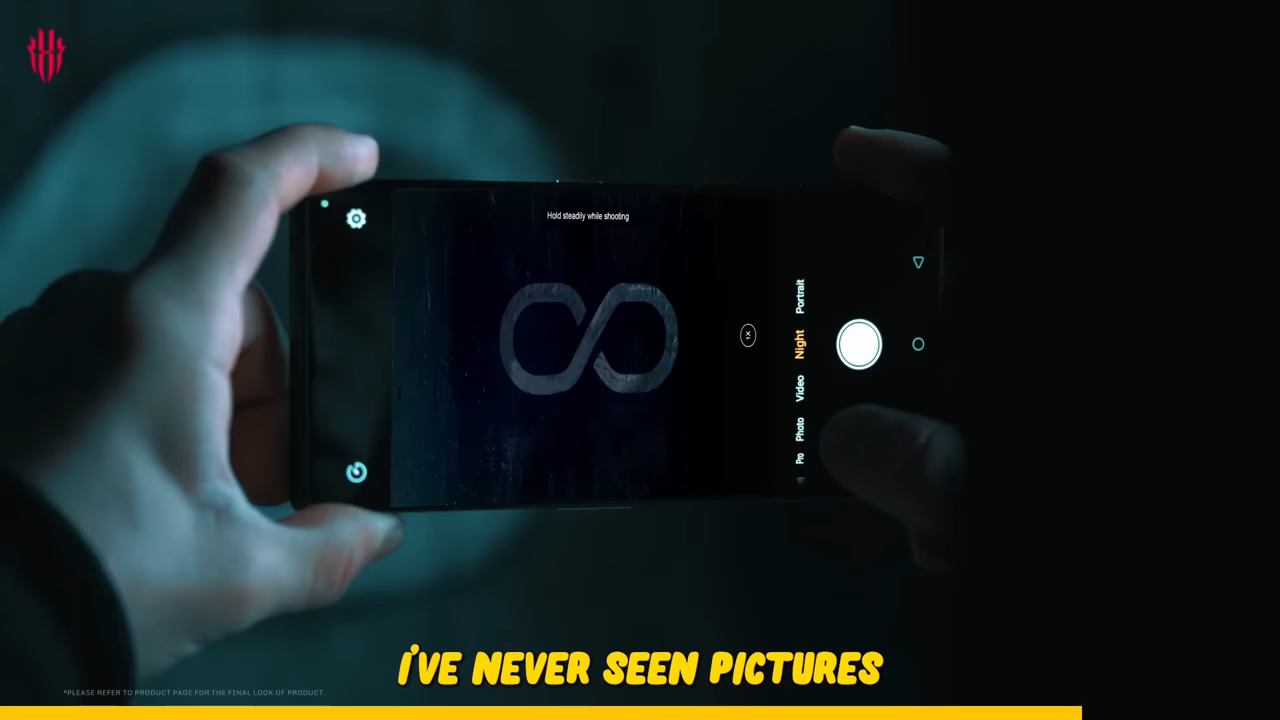 Hold steadily while shooting
1X
Portrait
Night
Video
Photo
Pro
I'VE NEVER SEEN PICTURES
*PLEASE REFER TO PRODUCT PAGE FOR THE FINAL LOOK OF PRODUCT.